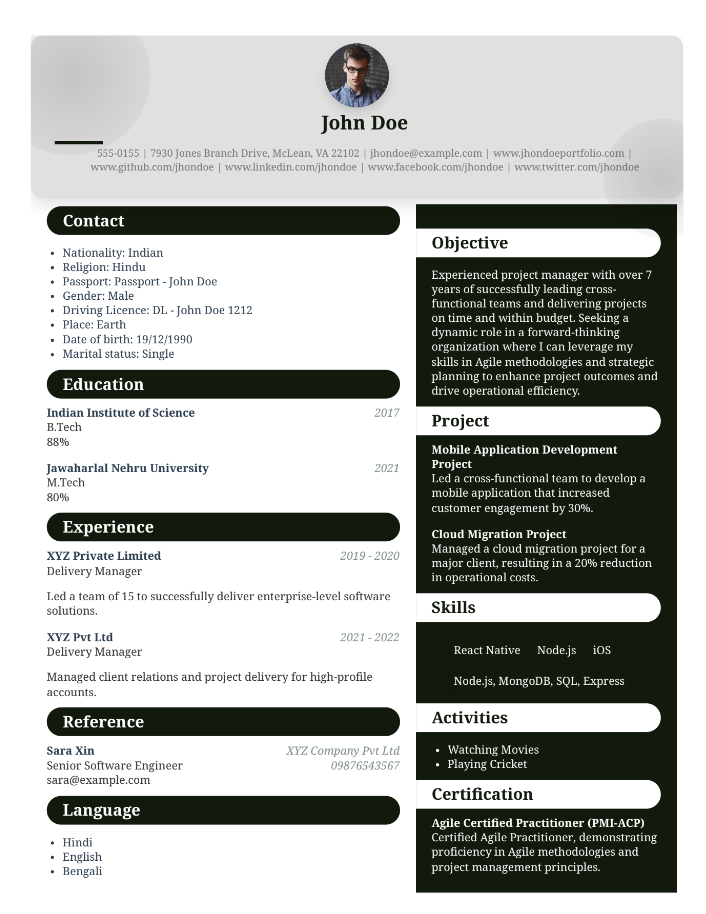 John Doe
555-0155 | 7930 Jones Branch Drive, McLean, VA 22102 | jhondoe@example.com | www.jhondoeportfolio.com |
www.github.com/jhondoe | www.linkedin.com/jhondoe | www.facebook.com/jhondoe | www.twitter.com/jhondoe
Contact
• Nationality: Indian
• Religion: Hindu
• Passport: Passport - John Doe
• Gender: Male
• Driving Licence: DL - John Doe 1212
• Place: Earth
• Date of birth: 19/12/1990
• Marital status: Single
Education
Indian Institute of Science 2017
B.Tech
88%
Jawaharlal Nehru University 2021
M.Tech
80%
Experience
XYZ Private Limited 2019 - 2020
Delivery Manager
Led a team of 15 to successfully deliver enterprise-level software
solutions.
XYZ Pvt Ltd 2021 - 2022
Delivery Manager
Managed client relations and project delivery for high-profile
accounts.
Reference
Sara Xin XYZ Company Pvt Ltd
Senior Software Engineer 09876543567
sara@example.com
Language
• Hindi
• English
• Bengali
Objective
Experienced project manager with over 7
years of successfully leading cross-
functional teams and delivering projects
on time and within budget. Seeking a
dynamic role in a forward-thinking
organization where I can leverage my
skills in Agile methodologies and strategic
planning to enhance project outcomes and
drive operational efficiency.
Project
Mobile Application Development
Project
Led a cross-functional team to develop a
mobile application that increased
customer engagement by 30%.
Cloud Migration Project
Managed a cloud migration project for a
major client, resulting in a 20% reduction
in operational costs.
Skills
React Native Node.js iOS
Node.js, MongoDB, SQL, Express
Activities
• Watching Movies
• Playing Cricket
Certification
Agile Certified Practitioner (PMI-ACP)
Certified Agile Practitioner, demonstrating
proficiency in Agile methodologies and
project management principles.